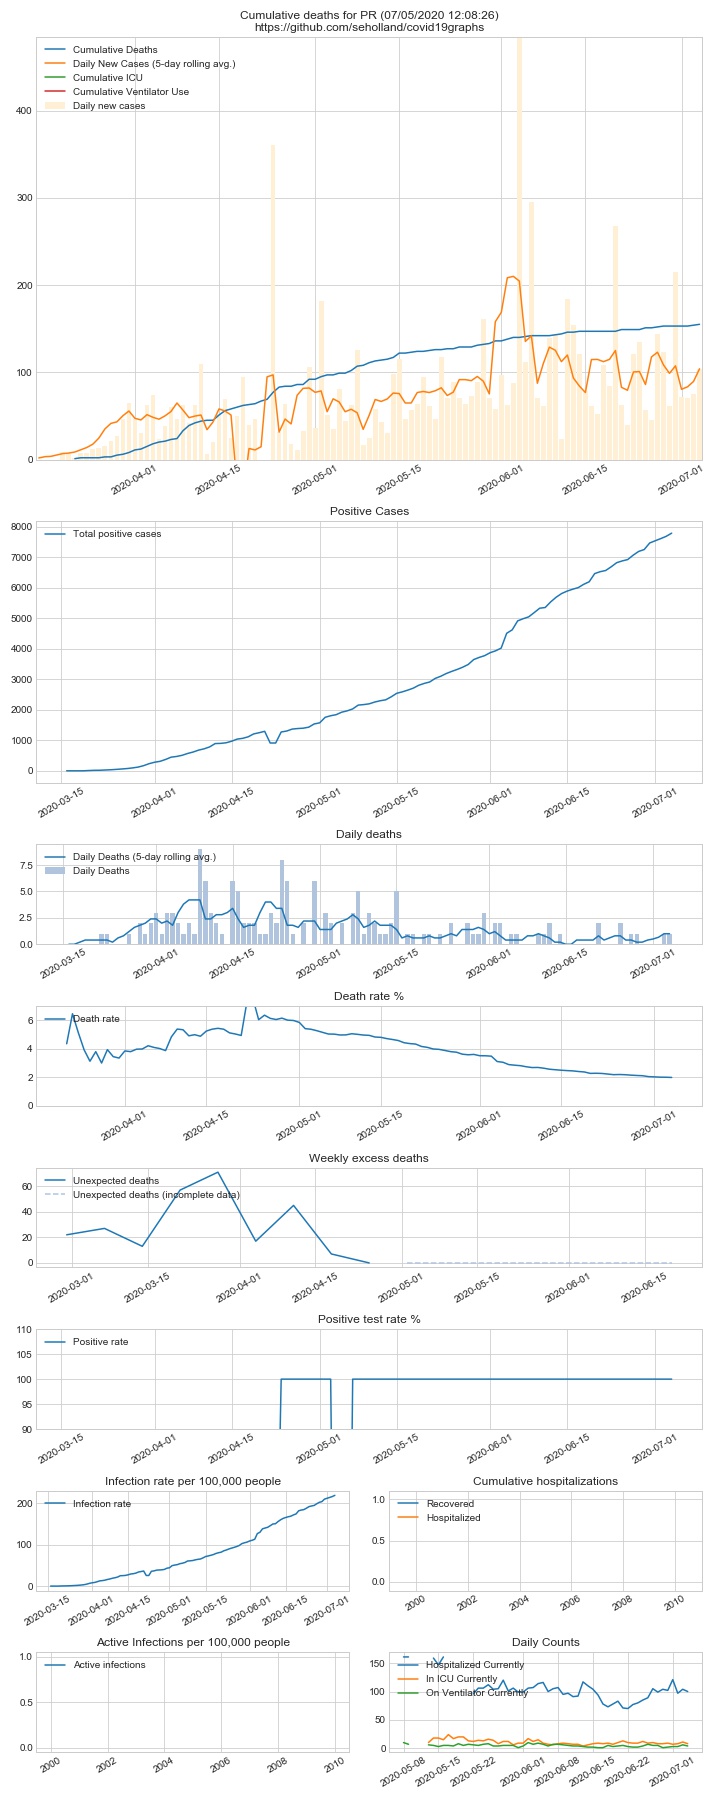 Cumulative deaths for PR (07/05/2020 12:08:26)
https://github.com/seholland/covid19graphs
Cumulative Deaths
Daily New Cases (5-day rolling avg.)
Cumulative ICU
Cumulative Ventilator Use
Daily new cases
400
300
200
100
0
2020-04-01 2020-04-15 2020-05-01 2020-05-15 2020-06-01 2020-06-15 2020-07-01
Positive Cases
Total positive cases
8000
7000
6000
5000
4000
3000
2000
1000
0
2020-03-15 2020-04-01 2020-04-15 2020-05-01 2020-05-15 2020-06-01 2020-06-15 2020-07-01
Daily deaths
Daily Deaths (5-day rolling avg.)
Daily Deaths
7.5
5.0
2.5
0.0
2020-03-15 2020-04-01 2020-04-15 2020-05-01 2020-05-15 2020-06-01 2020-06-15 2020-07-01
Death rate %
Death rate
6
4
2
0
2020-04-01 2020-04-15 2020-05-01 2020-05-15 2020-06-01 2020-06-15 2020-07-01
Weekly excess deaths
Unexpected deaths
Unexpected deaths (incomplete data)
60
40
20
0
2020-03-01 2020-03-15 2020-04-01 2020-04-15 2020-05-01 2020-05-15 2020-06-01 2020-06-15
Positive test rate %
Positive rate
110
105
100
95
90
2020-03-15 2020-04-01 2020-04-15 2020-05-01 2020-05-15 2020-06-01 2020-06-15 2020-07-01
Infection rate per 100,000 people
Infection rate
200
100
0
2020-03-15 2020-04-01 2020-04-15 2020-05-01 2020-05-15 2020-06-01 2020-06-15 2020-07-01
Cumulative hospitalizations
Recovered
Hospitalized
1.0
0.5
0.0
2000 2002 2004 2006 2008 2010
Active Infections per 100,000 people
Active infections
1.0
0.5
0.0
2000 2002 2004 2006 2008 2010
Daily Counts
Hospitalized Currently
In ICU Currently
On Ventilator Currently
150
100
50
0
2020-05-08 2020-05-15 2020-05-22 2020-06-01 2020-06-08 2020-06-15 2020-06-22 2020-07-01